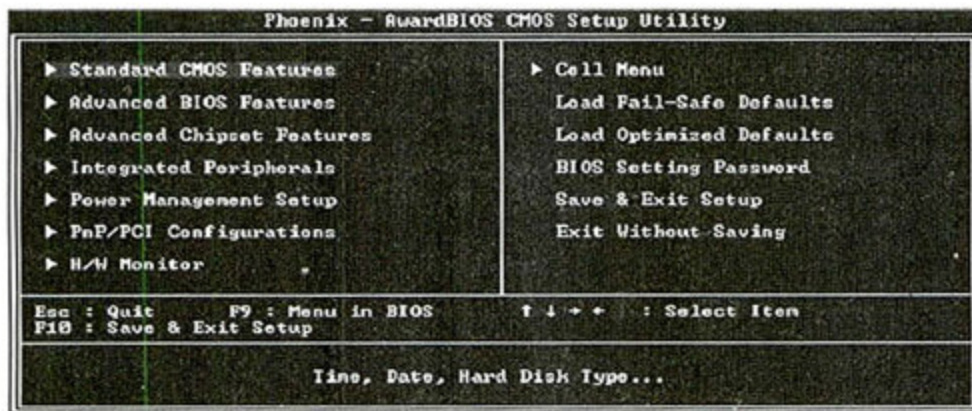 Phoenix - AwardBIOS CMOS Setup Utility
▶ Standard CMOS Features
▶ Advanced BIOS Features
▶ Advanced Chipset Features
▶ Integrated Peripherals
▶ Power Management Setup
▶ PnP/PCI Configurations
▶ H/W Monitor
▶ Cell Menu
Load Fail-Safe Defaults
Load Optimized Defaults
BIOS Setting Password
Save & Exit Setup
Exit Without Saving
Esc : Quit F9 : Menu in BIOS ↑ ↓ → ← : Select Item
F10 : Save & Exit Setup
Time, Date, Hard Disk Type...